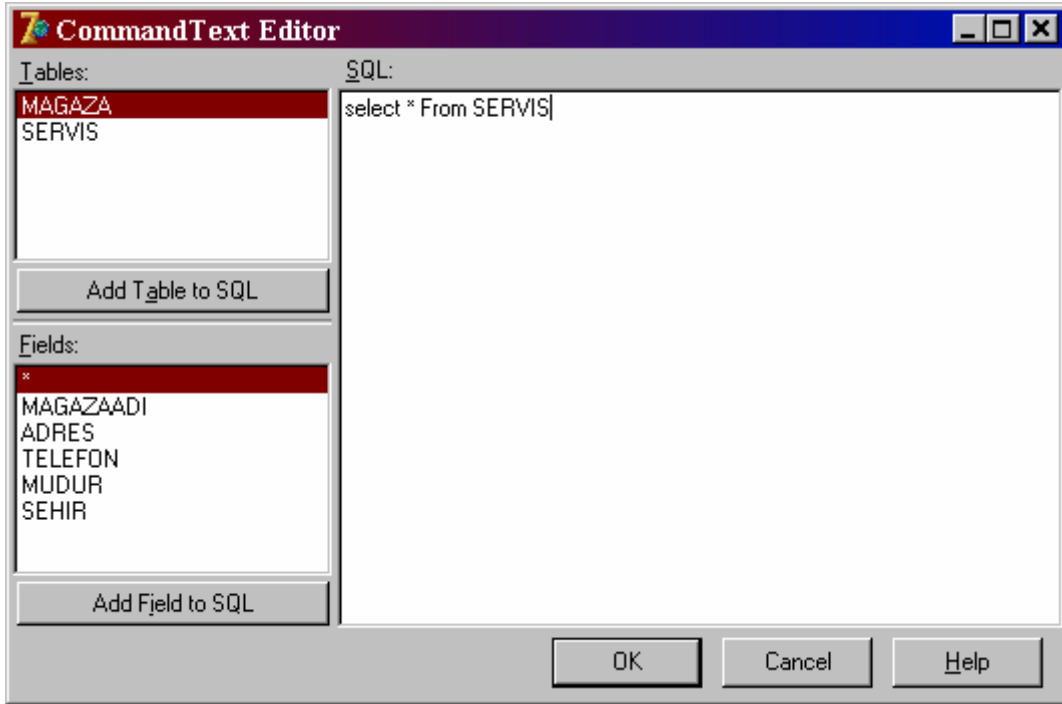 CommandText Editor
Tables:
MAGAZA
SERVIS
Add Table to SQL
Fields:
*
MAGAZAADI
ADRES
TELEFON
MUDUR
SEHIR
Add Field to SQL
SQL:
select * From SERVIS
OK
Cancel
Help